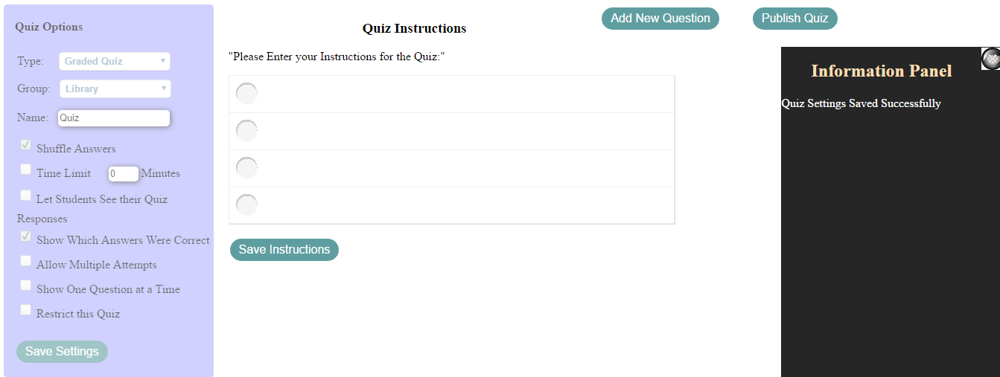 Quiz Options
Type: Graded Quiz
Group: Library
Name: Quiz
Shuffle Answers
Time Limit 0 Minutes
Let Students See their Quiz
Responses
Show Which Answers Were Correct
Allow Multiple Attempts
Show One Question at a Time
Restrict this Quiz
Save Settings
Quiz Instructions
"Please Enter your Instructions for the Quiz:"
Save Instructions
Add New Question
Publish Quiz
Information Panel
Quiz Settings Saved Successfully